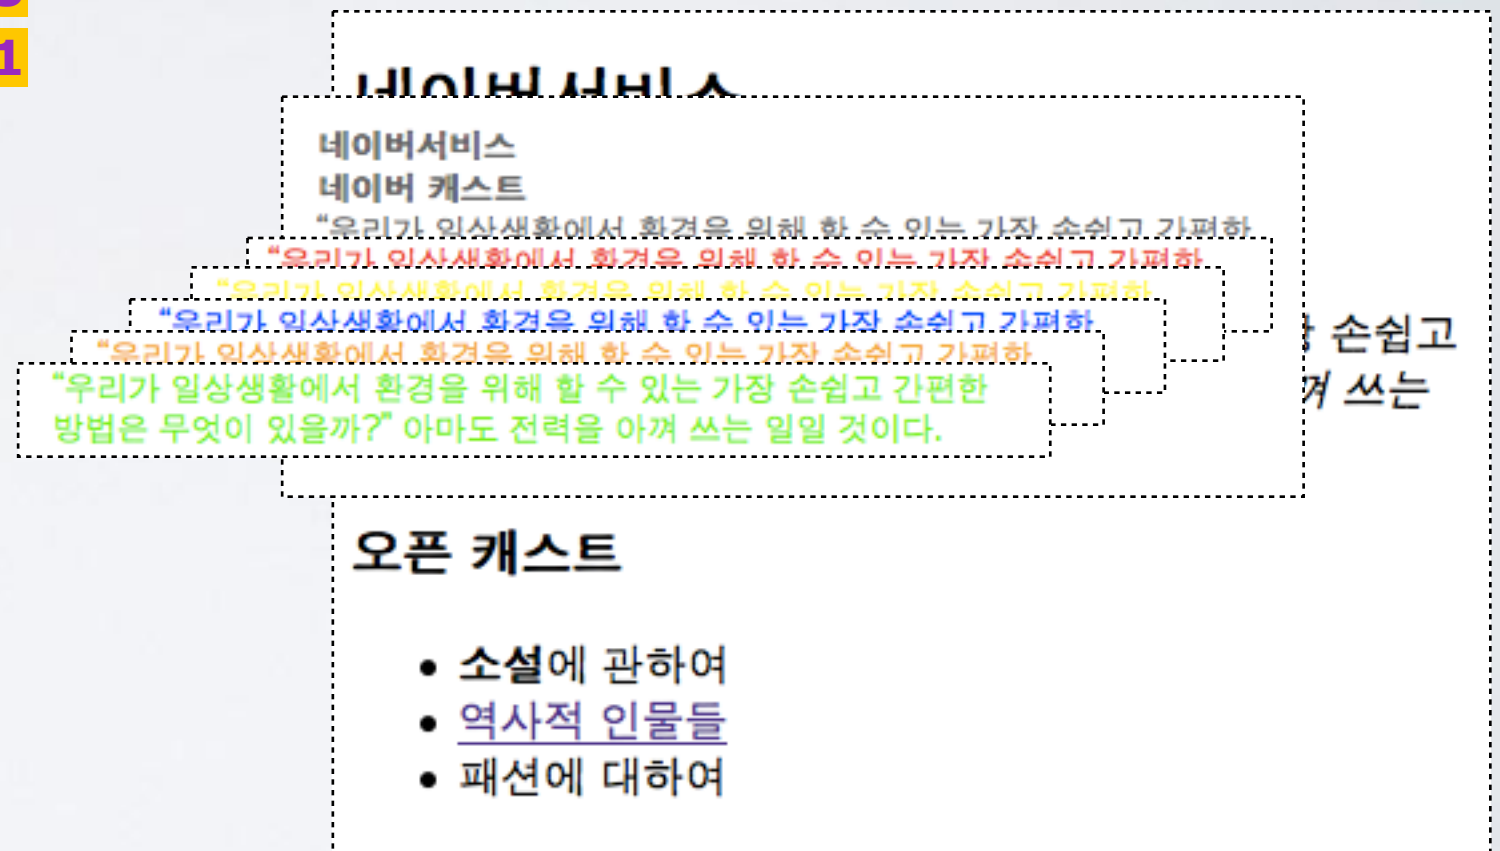 1
네이버서비스
네이버서비스
네이버 캐스트
“우리가 일상생활에서 환경을 위해 할 수 있는 가장 손쉽고 간편한
“우리가 일상생활에서 환경을 위해 할 수 있는 가장 손쉽고 간편한
“우리가 일상생활에서 환경을 위해 할 수 있는 가장 손쉽고 간편한
“우리가 일상생활에서 환경을 위해 할 수 있는 가장 손쉽고 간편한
“우리가 일상생활에서 환경을 위해 할 수 있는 가장 손쉽고 간편한
“우리가 일상생활에서 환경을 위해 할 수 있는 가장 손쉽고 간편한
방법은 무엇이 있을까?” 아마도 전력을 아껴 쓰는 일일 것이다.
손쉽고
쓰는
오픈 캐스트
• 소설에 관하여
• 역사적 인물들
• 패션에 대하여